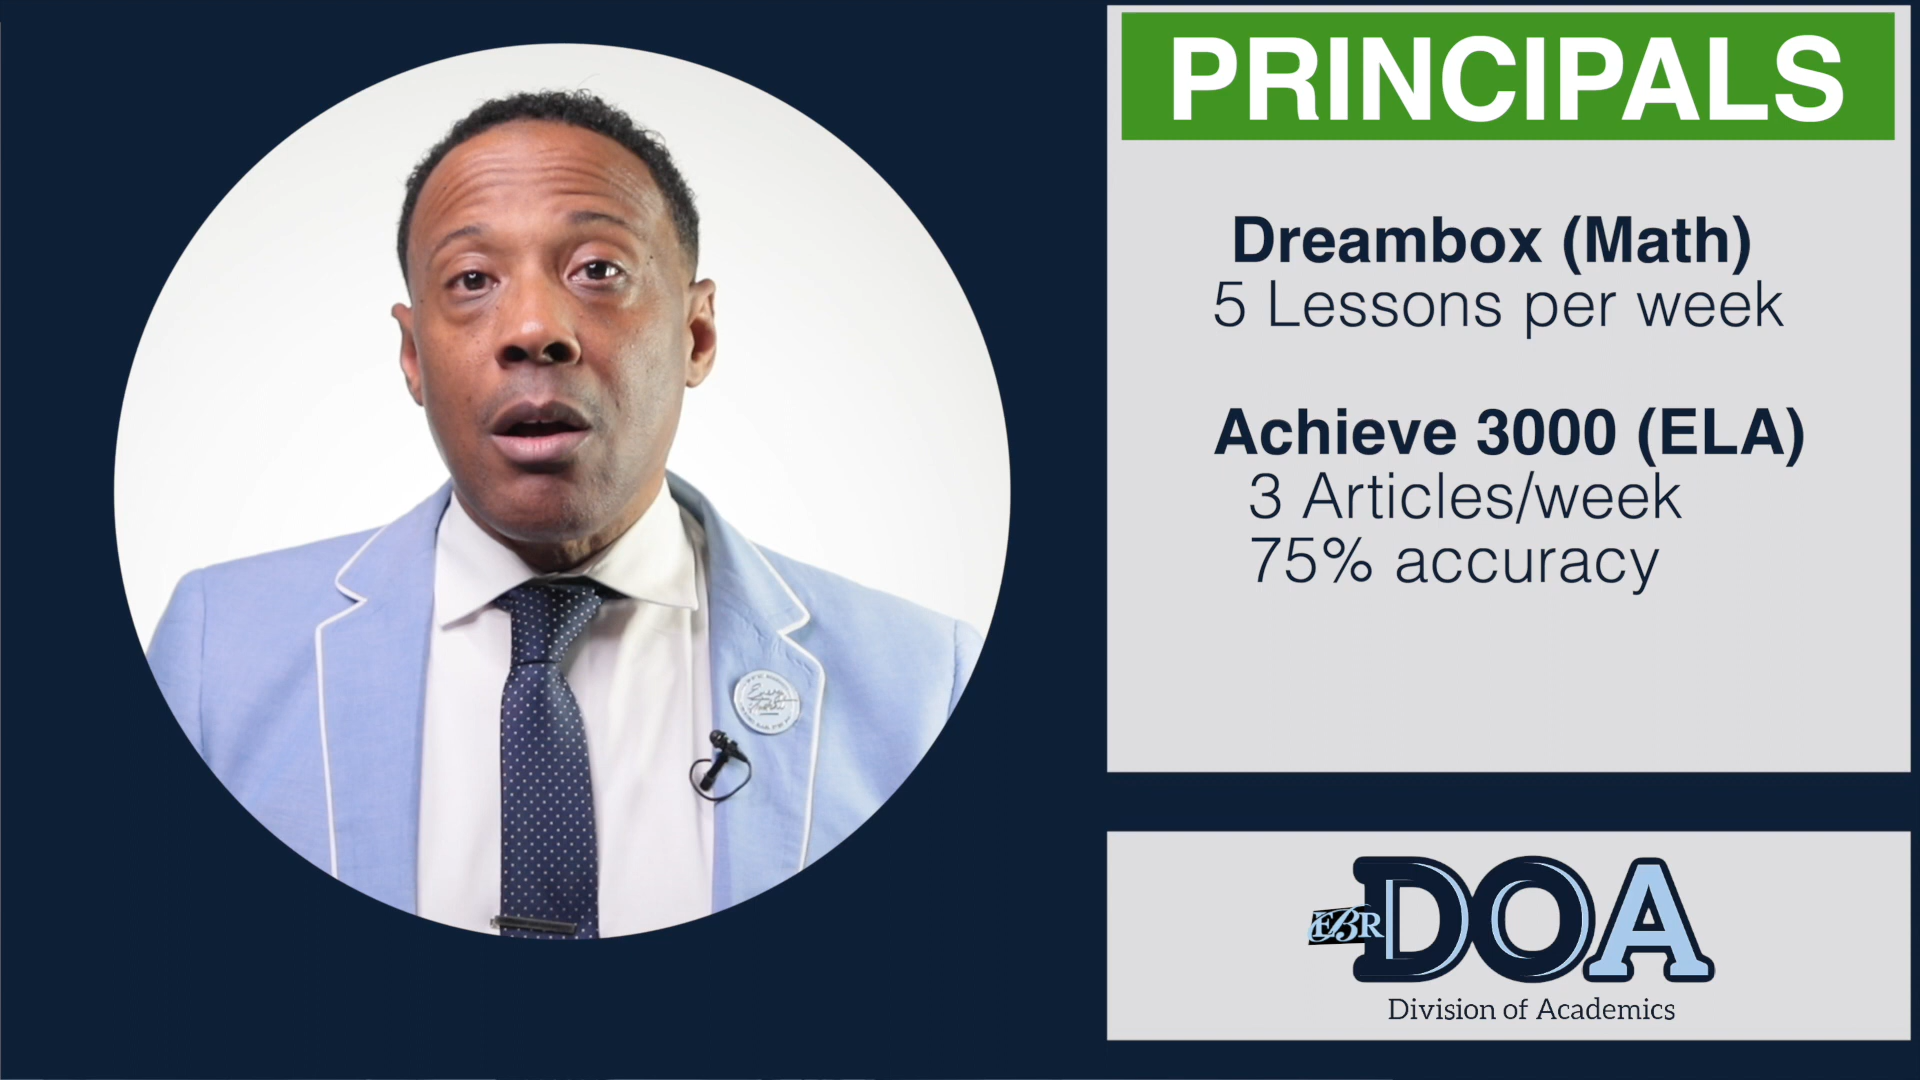 PRINCIPALS
Dreambox (Math)
5 Lessons per week
Achieve 3000 (ELA)
3 Articles/week
75% accuracy
EBR
DOA
Division of Academics